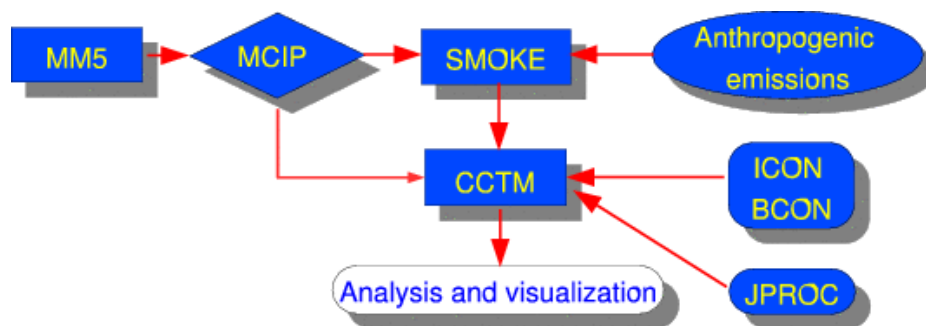 MM5
MCIP
SMOKE
Anthropogenic
emissions
CCTM
ICON
BCON
Analysis and visualization
JPROC